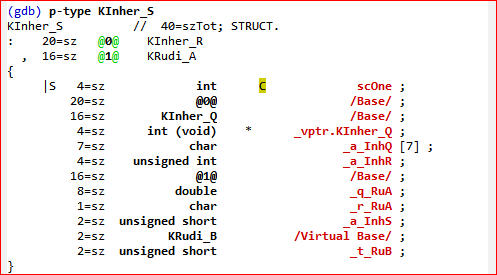 (gdb) p-type KInher_S
KInher_S // 40=szTot; STRUCT.
: 20=sz @0@ KInher_R
, 16=sz @1@ KRudi_A
{
|S 4=sz int C scOne ;
20=sz @0@ /Base/ ;
16=sz KInher_Q /Base/ ;
4=sz int (void) * _vptr.KInher_Q ;
7=sz char _a_InhQ [7] ;
4=sz unsigned int _a_InhR ;
16=sz @1@ /Base/ ;
8=sz double _q_RuA ;
1=sz char _r_RuA ;
2=sz unsigned short _a_InhS ;
2=sz KRudi_B /Virtual Base/ ;
2=sz unsigned short _t_RuB ;
}